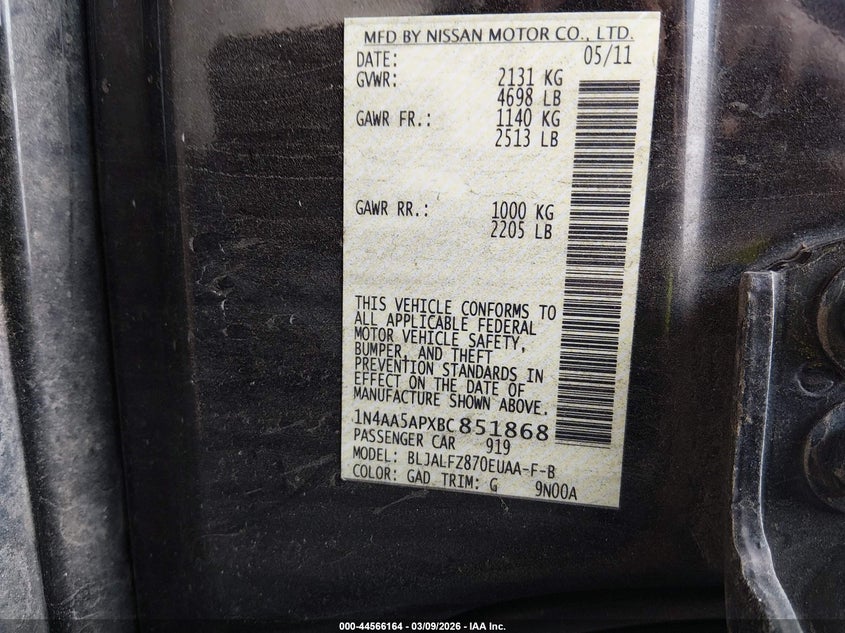 MFD BY NISSAN MOTOR CO., LTD.
DATE: 05/11
GVWR: 2131 KG
4698 LB
GAWR FR.: 1140 KG
2513 LB
GAWR RR.: 1000 KG
2205 LB
THIS VEHICLE CONFORMS TO
ALL APPLICABLE FEDERAL
MOTOR VEHICLE SAFETY,
BUMPER, AND THEFT
PREVENTION STANDARDS IN
EFFECT ON THE DATE OF
MANUFACTURE SHOWN ABOVE.
1N4AA5APXBC851868
PASSENGER CAR 919
MODEL: BLJALFZ870EUAA-F-B
COLOR: GAD TRIM: G 9N00A
000-44566164 - 03/09/2026 - IAA Inc.